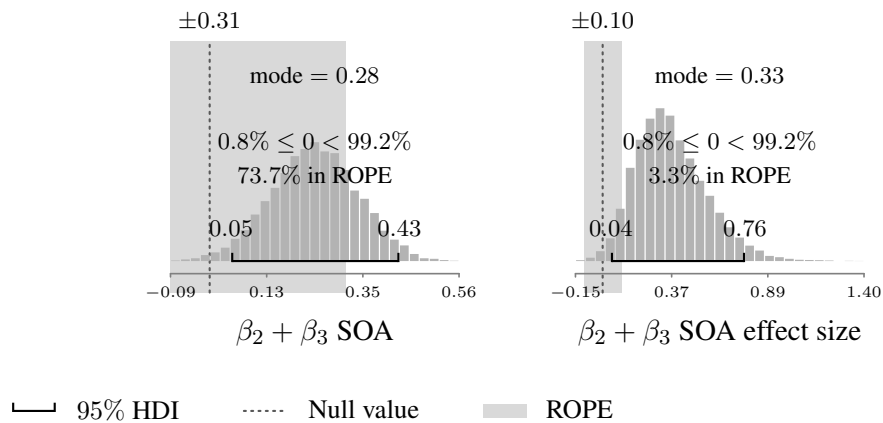 ±0.31
mode = 0.28
0.8% ≤ 0 < 99.2%
73.7% in ROPE
0.05 0.43
−0.09 0.13 0.35 0.56
β₂ + β₃ SOA
±0.10
mode = 0.33
0.8% ≤ 0 < 99.2%
3.3% in ROPE
0.04 0.76
−0.15 0.37 0.89 1.40
β₂ + β₃ SOA effect size
95% HDI Null value ROPE